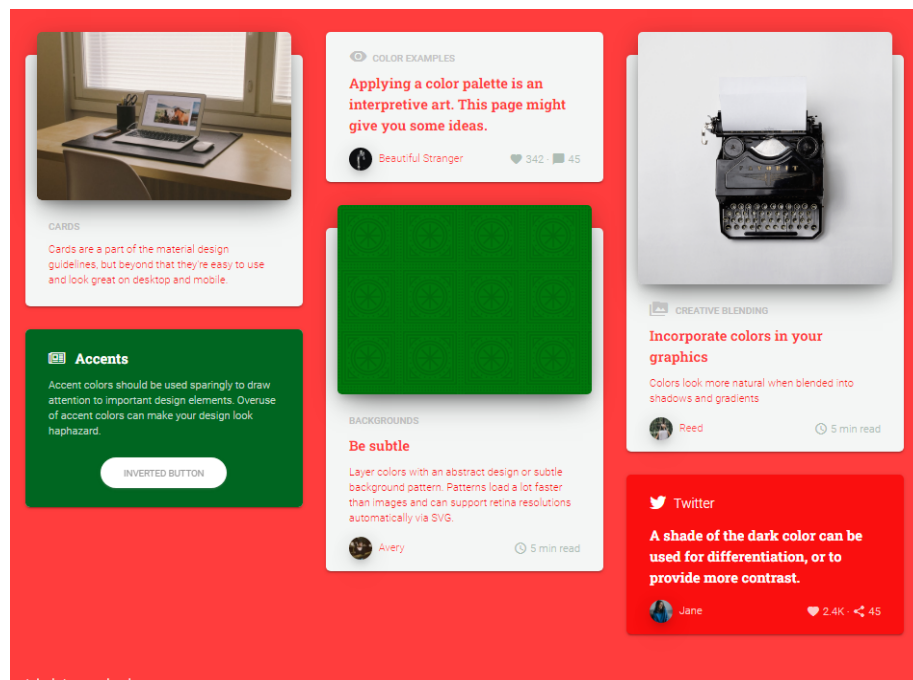 CARDS
Cards are a part of the material design
guidelines, but beyond that they're easy to use
and look great on desktop and mobile.
Accents
Accent colors should be used sparingly to draw
attention to important design elements. Overuse
of accent colors can make your design look
haphazard.
INVERTED BUTTON
COLOR EXAMPLES
Applying a color palette is an
interpretive art. This page might
give you some ideas.
Beautiful Stranger 342 · 45
BACKGROUNDS
Be subtle
Layer colors with an abstract design or subtle
background pattern. Patterns load a lot faster
than images and can support retina resolutions
automatically via SVG.
Avery 5 min read
CREATIVE BLENDING
Incorporate colors in your
graphics
Colors look more natural when blended into
shadows and gradients
Reed 5 min read
Twitter
A shade of the dark color can be
used for differentiation, or to
provide more contrast.
Jane 2.4K · 45